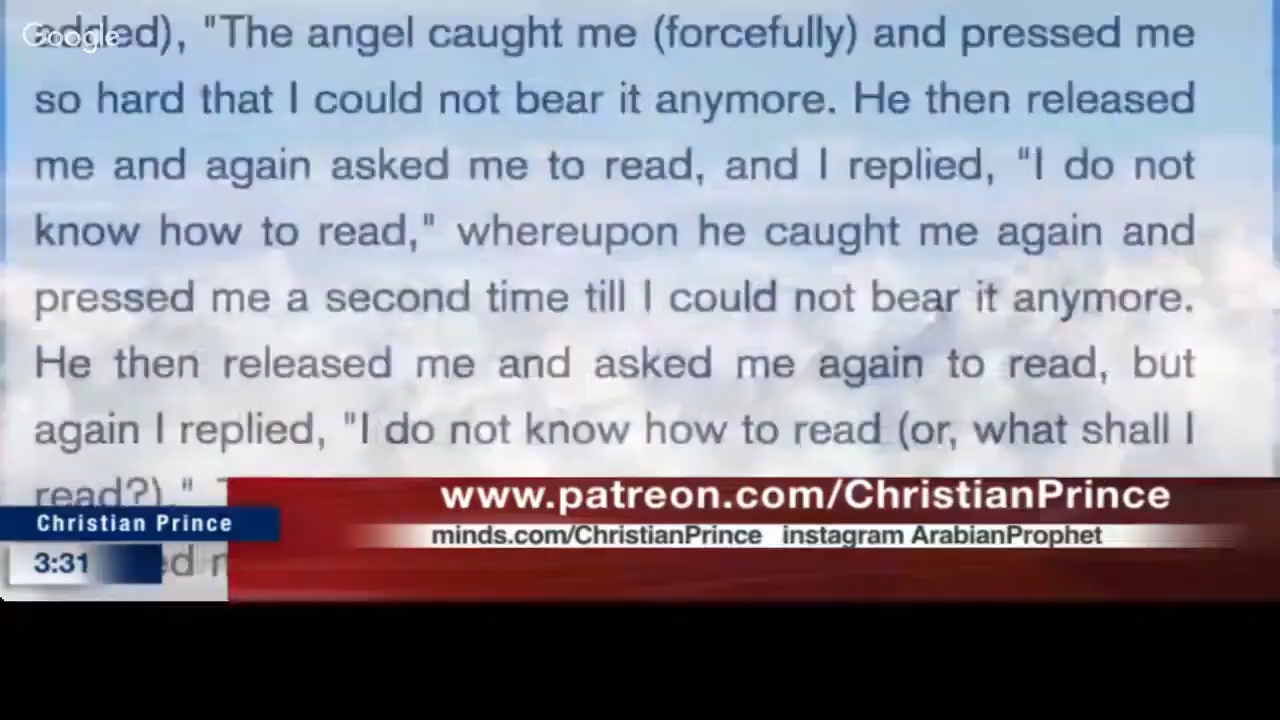 Google
added), "The angel caught me (forcefully) and pressed me
so hard that I could not bear it anymore. He then released
me and again asked me to read, and I replied, "I do not
know how to read," whereupon he caught me again and
pressed me a second time till I could not bear it anymore.
He then released me and asked me again to read, but
again I replied, "I do not know how to read (or, what shall I
read?)."
www.patreon.com/ChristianPrince
Christian Prince
minds.com/ChristianPrince instagram ArabianProphet
3:31